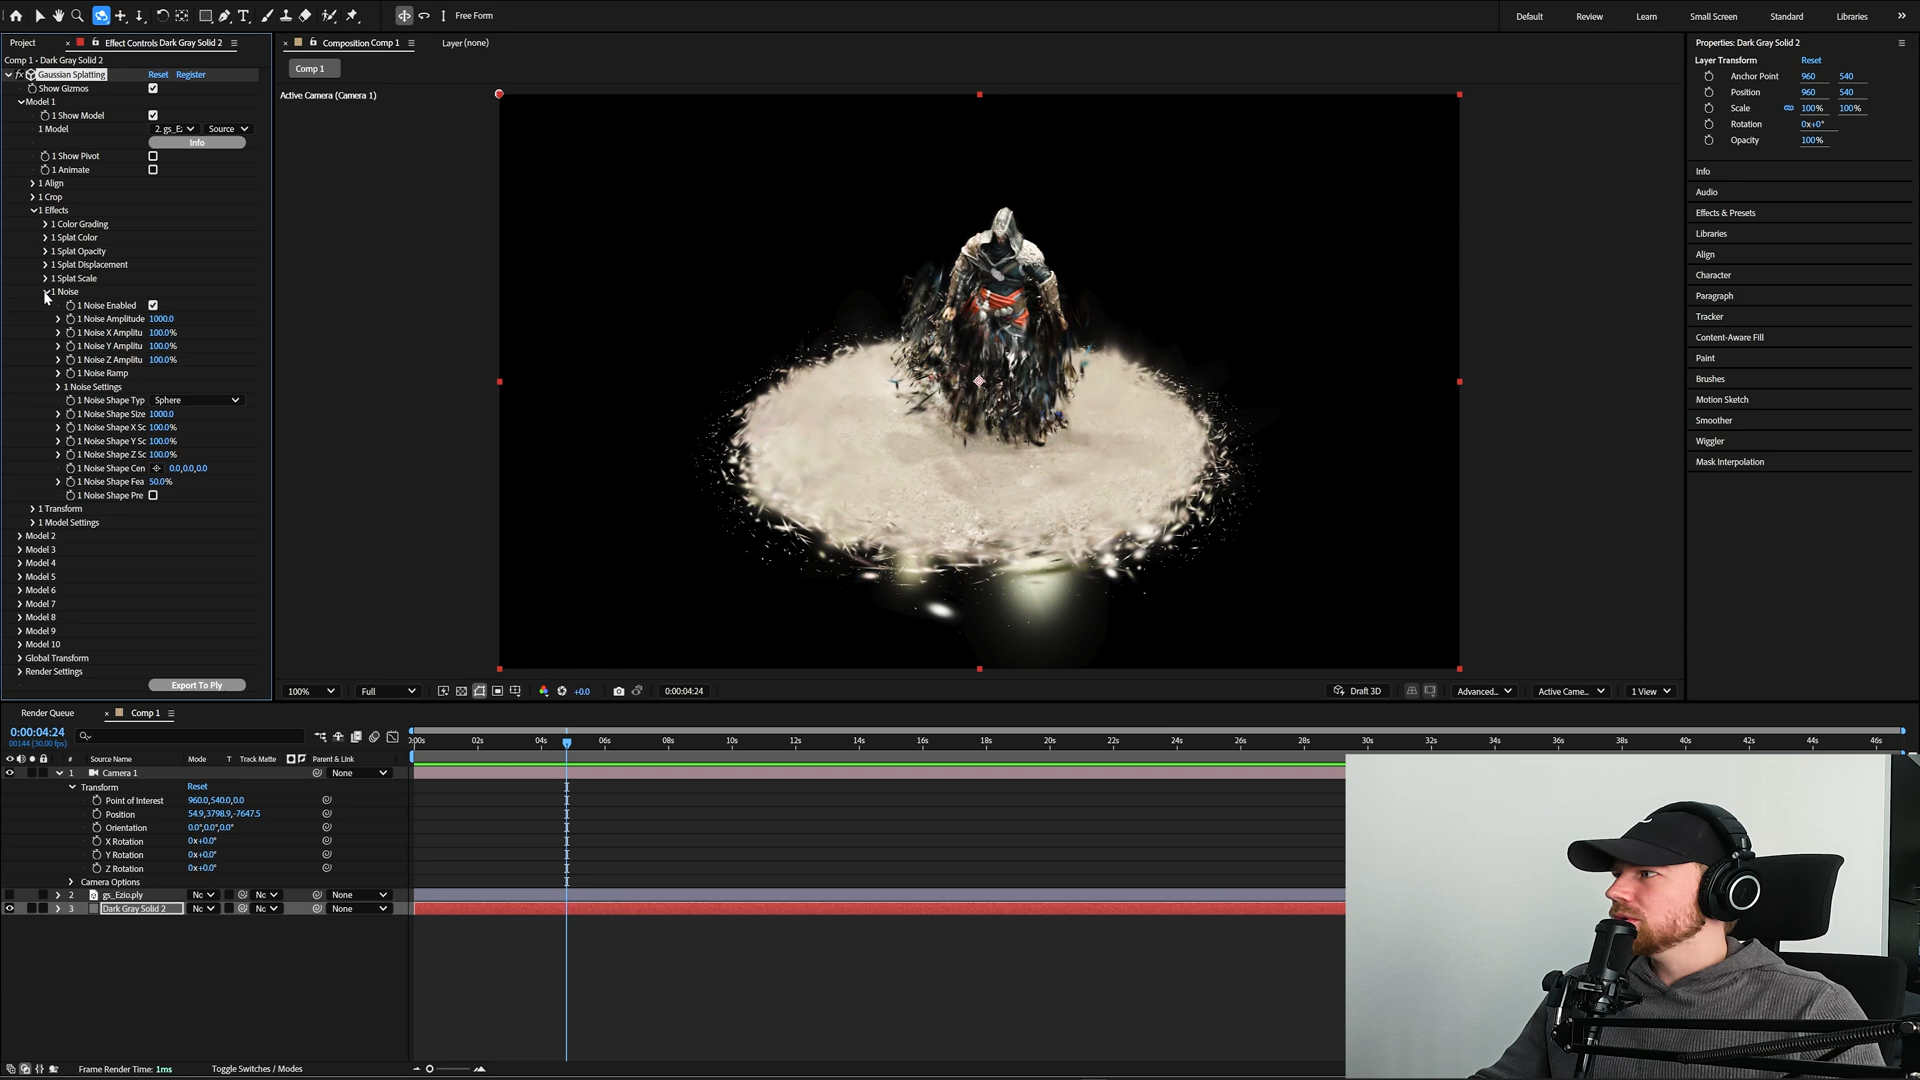 Free Form
Default
Review
Learn
Small Screen
Standard
Libraries
Project
Effect Controls Dark Gray Solid 2
Composition Comp 1
Layer (none)
Properties: Dark Gray Solid 2
Comp 1 • Dark Gray Solid 2
Layer Transform
Reset
fx
Gaussian Splatting
Reset
Register
Comp 1
Anchor Point
960
540
Show Gizmos
Position
960
540
Model 1
Active Camera (Camera 1)
Scale
100%
100%
1 Show Model
Rotation
0x+0°
1 Model
2. gs_E
Source
Opacity
100%
Info
1 Show Pivot
1 Animate
1 Align
1 Crop
1 Effects
1 Color Grading
1 Splat Color
1 Splat Opacity
1 Splat Displacement
1 Splat Scale
1 Noise
1 Noise Enabled
1 Noise Amplitude
1000.0
1 Noise X Amplitu
100.0%
1 Noise Y Amplitu
100.0%
1 Noise Z Amplitu
100.0%
1 Noise Ramp
1 Noise Settings
1 Noise Shape Typ
Sphere
1 Noise Shape Size
1000.0
1 Noise Shape X Sc
100.0%
1 Noise Shape Y Sc
100.0%
1 Noise Shape Z Sc
100.0%
1 Noise Shape Cen
0.0,0.0,0.0
1 Noise Shape Fea
50.0%
1 Noise Shape Pre
1 Transform
1 Model Settings
Model 2
Model 3
Model 4
Model 5
Model 6
Model 7
Model 8
Model 9
Model 10
Global Transform
Render Settings
Export To Ply
Info
Audio
Effects & Presets
Libraries
Align
Character
Paragraph
Tracker
Content-Aware Fill
Paint
Brushes
Motion Sketch
Smoother
Wiggler
Mask Interpolation
100%
Full
+0.0
0:00:04:24
Draft 3D
Advanced...
Active Came...
1 View
Render Queue
Comp 1
0:00:04:24
00144 (30.00 fps)
0:00s
02s
04s
06s
08s
10s
12s
14s
16s
18s
20s
22s
24s
26s
28s
30s
32s
34s
36s
38s
40s
42s
44s
46s
#
Source Name
Mode
T
Track Matte
Parent & Link
1
Camera 1
None
Transform
Reset
Point of Interest
960.0,540.0,0.0
Position
54.9,3798.9,-7647.5
Orientation
0.0°,0.0°,0.0°
X Rotation
0x+0.0°
Y Rotation
0x+0.0°
Z Rotation
0x+0.0°
Camera Options
2
gs_Ezio.ply
Nc
Nc
None
3
Dark Gray Solid 2
Nc
Nc
None
Frame Render Time: 1ms
Toggle Switches / Modes